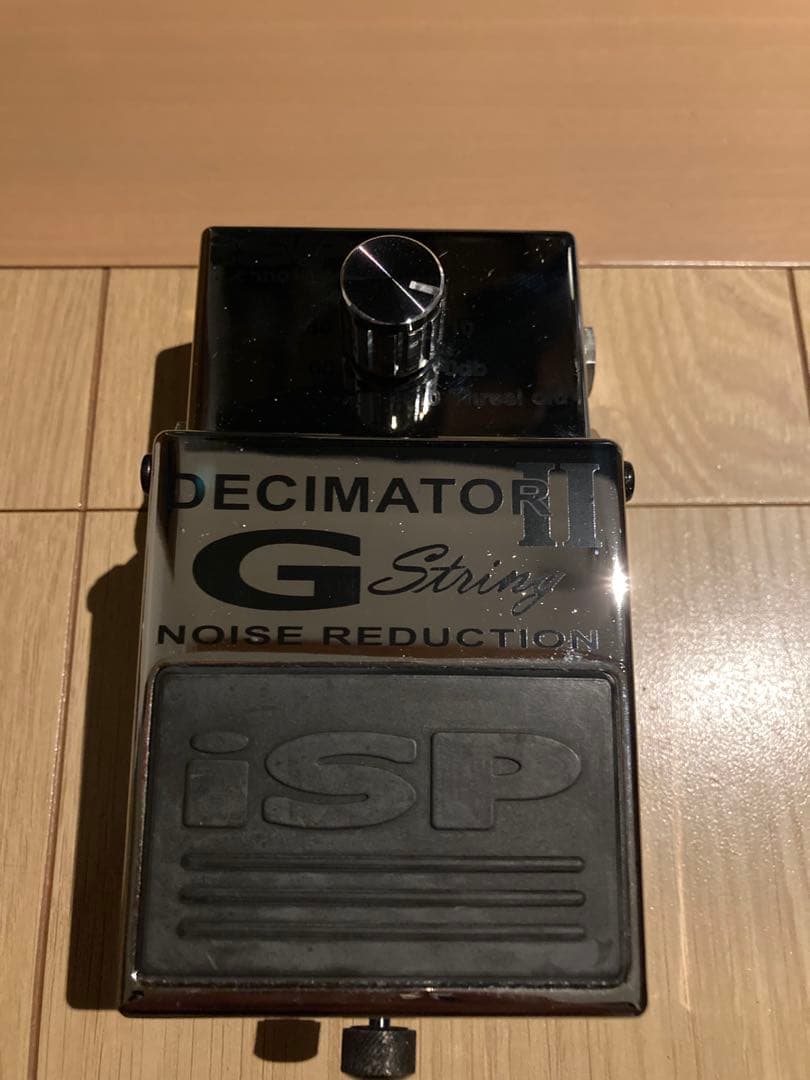 DECIMATOR II
G String
NOISE REDUCTION
iSP